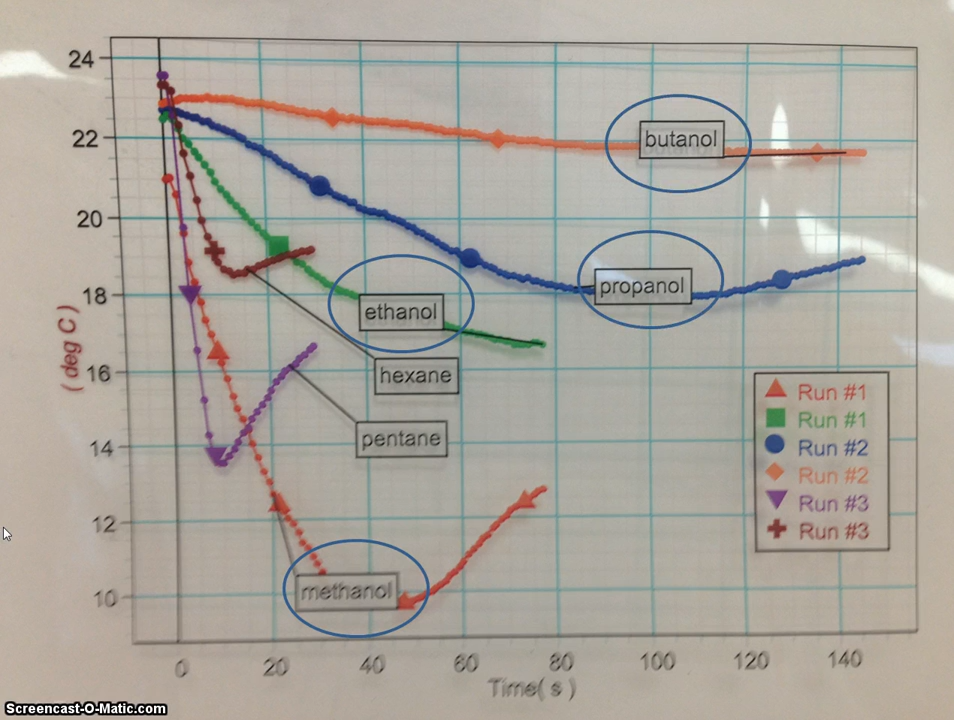 24
22
20
18
16
14
12
10
(deg C)
butanol
propanol
ethanol
hexane
pentane
methanol
Run #1
Run #1
Run #2
Run #2
Run #3
Run #3
0 20 40 60 80 100 120 140
Time( s )
Screencast-O-Matic.com